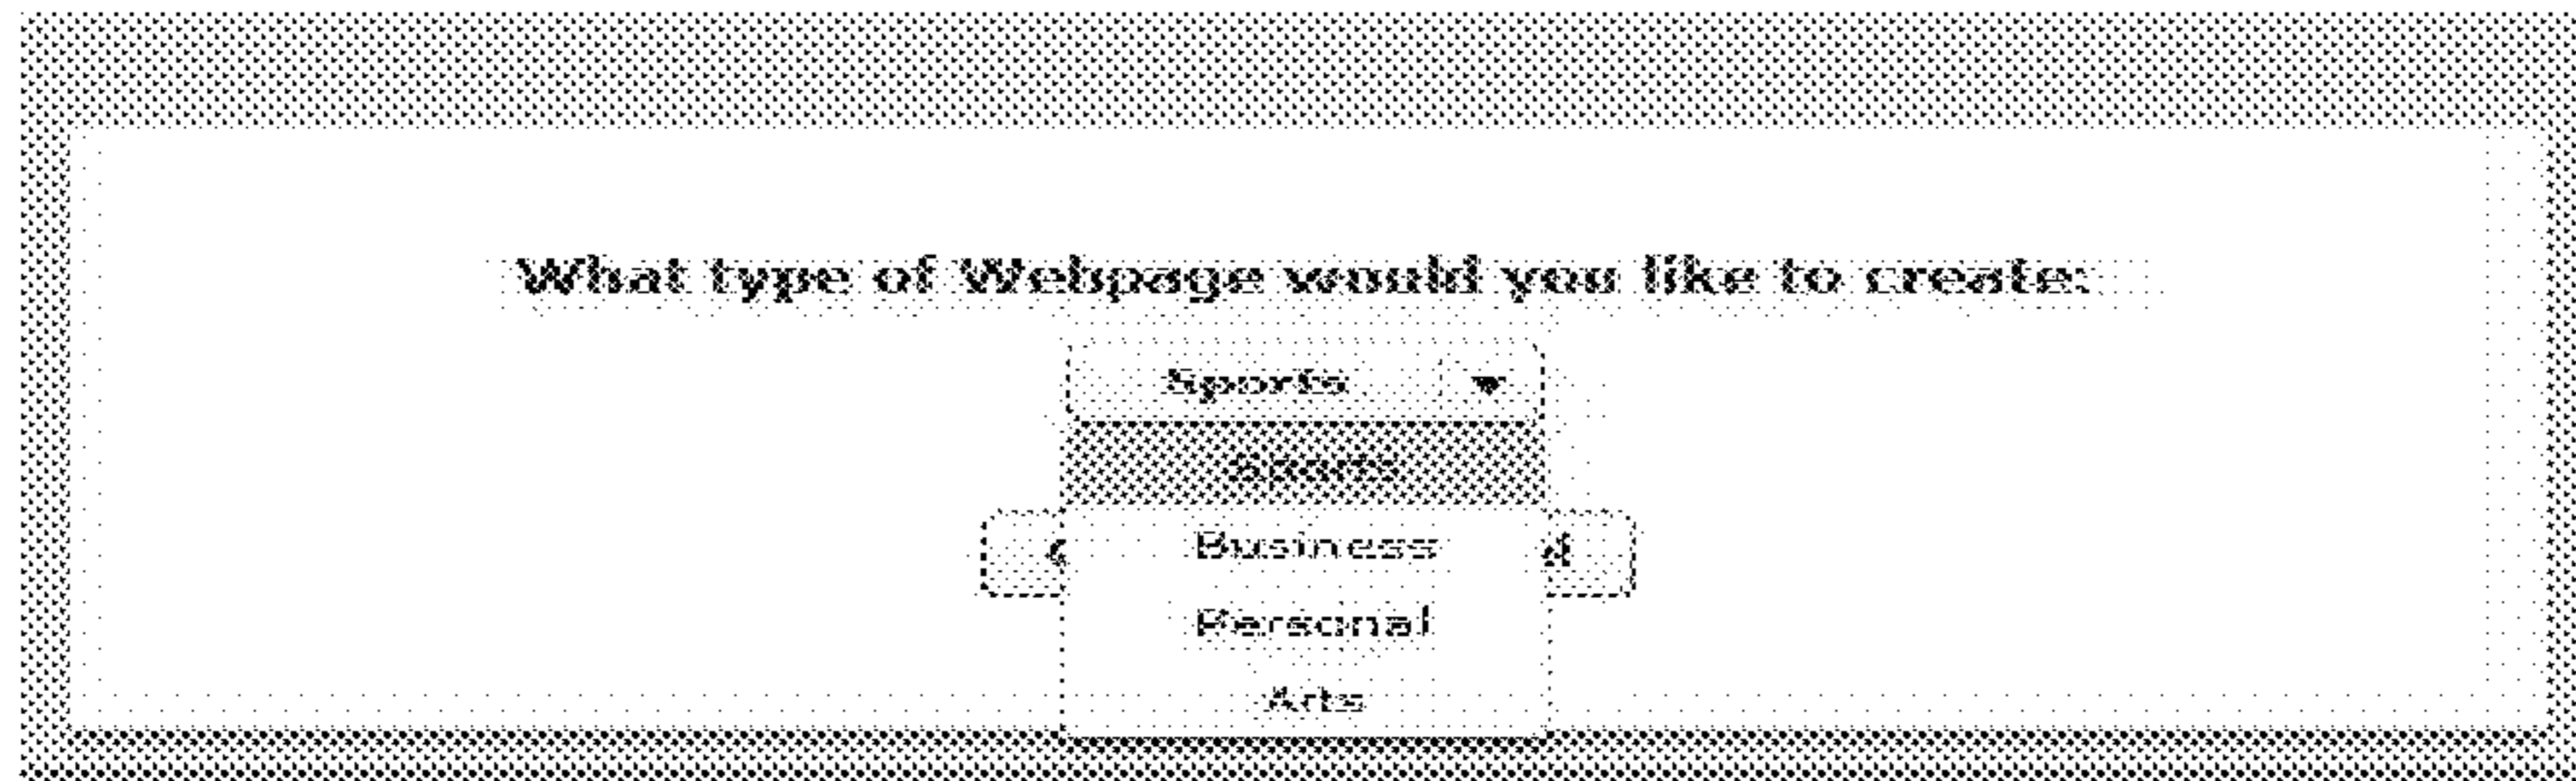 What type of Webpage would you like to create:
Sports
Sports
Business
Personal
Arts